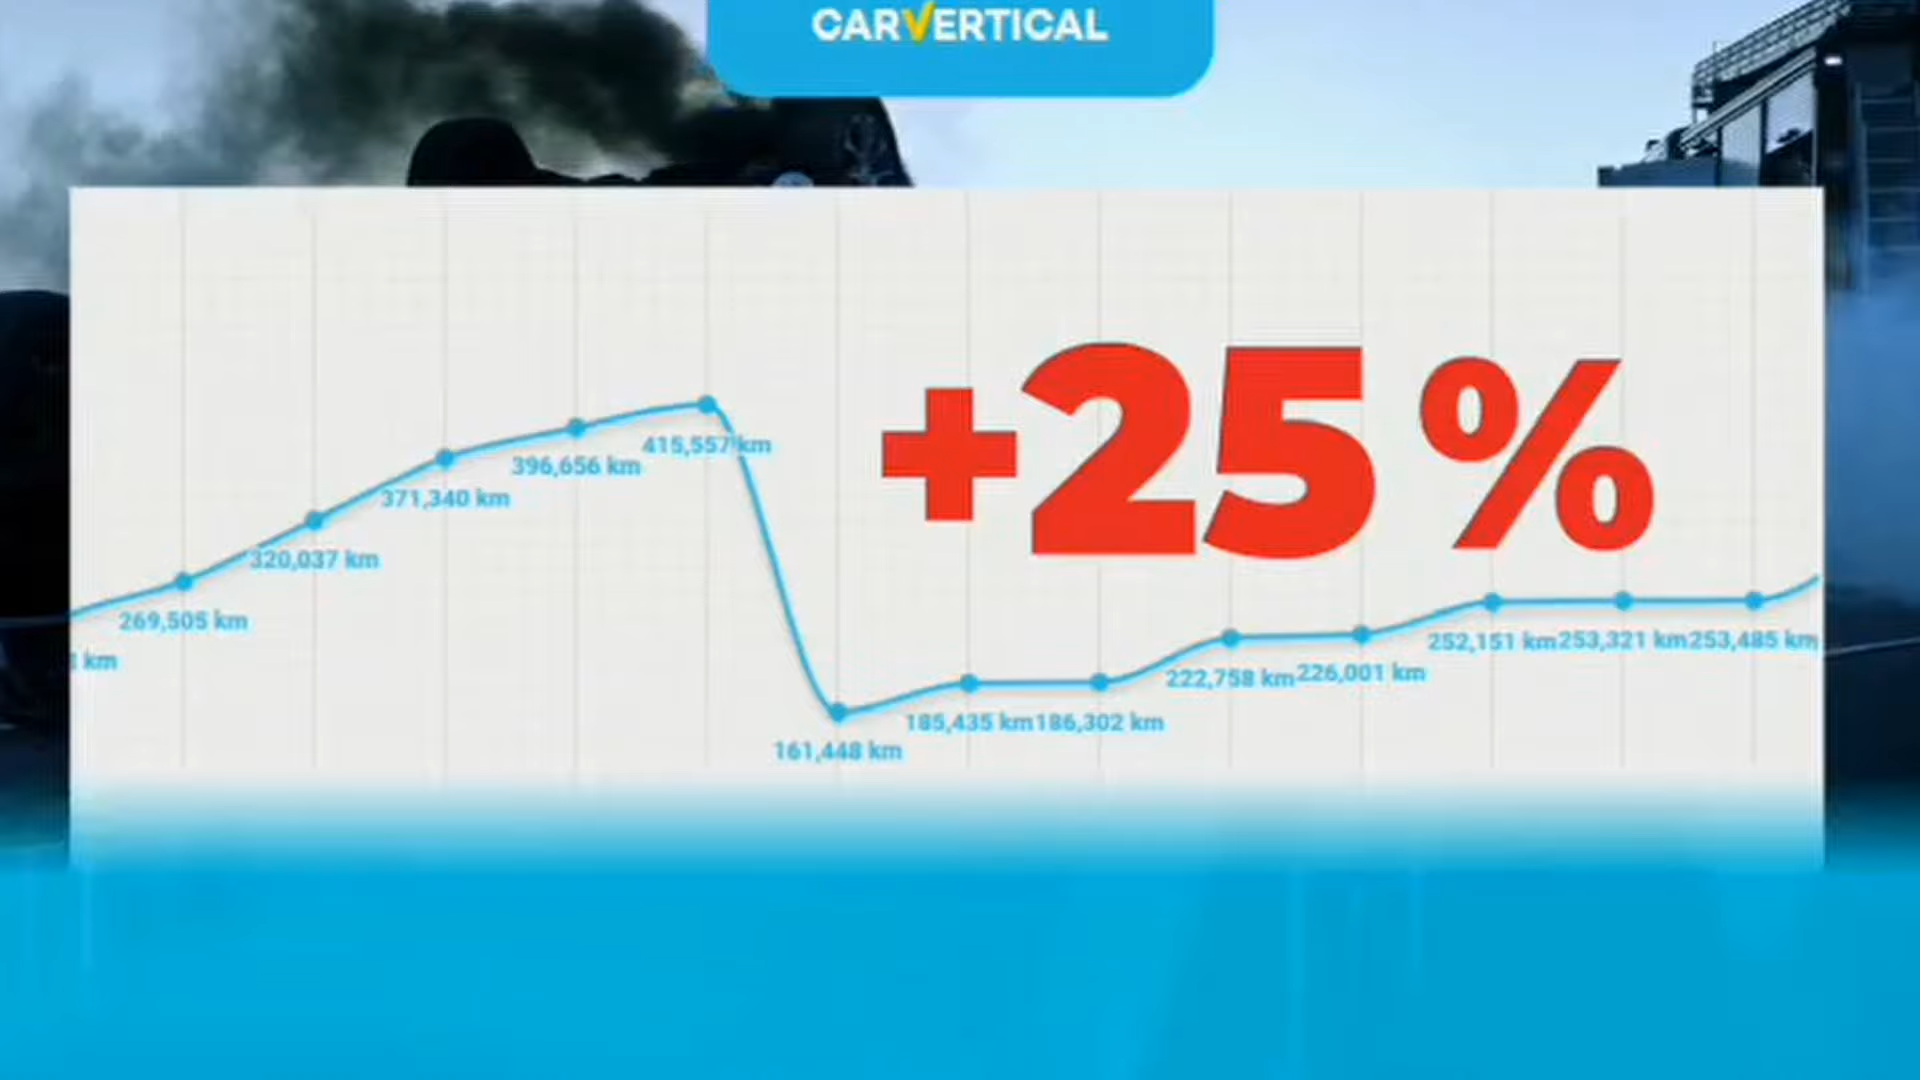 CARVERTICAL
+25%
415,557 km
396,656 km
371,340 km
320,037 km
269,505 km
km
252,151 km
253,321 km
253,485 km
222,758 km
226,001 km
185,435 km
186,302 km
161,448 km